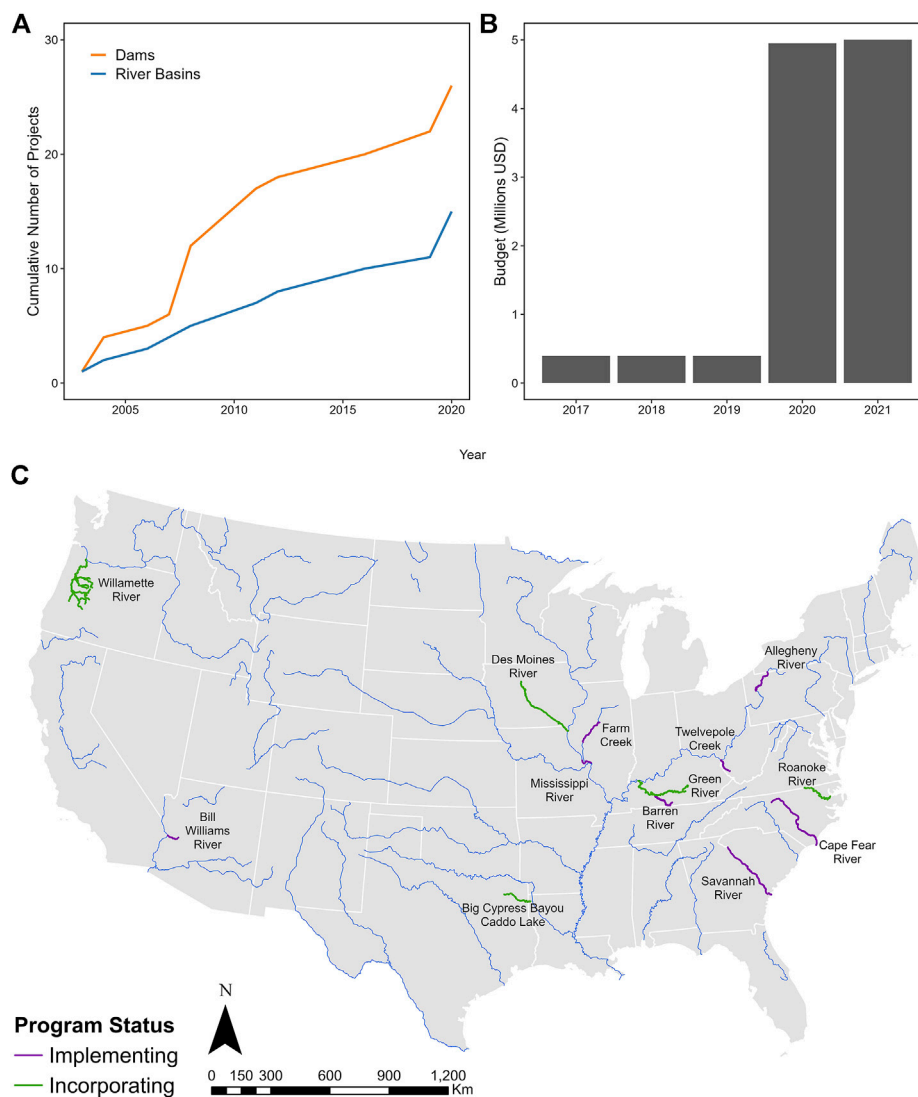 A
B
30
20
10
0
Cumulative Number of Projects
Dams
River Basins
2005
2010
2015
2020
5
4
3
2
1
0
Budget (Millions USD)
2017
2018
2019
2020
2021
Year
C
Willamette
River
Des Moines
River
Allegheny
River
Farm
Creek
Twelvepole
Creek
Mississippi
River
Green
River
Roanoke
River
Barren
River
Bill
Williams
River
Cape Fear
River
Savannah
River
Big Cypress Bayou
Caddo Lake
N
Program Status
Implementing
Incorporating
0 150 300 600 900 1,200
Km